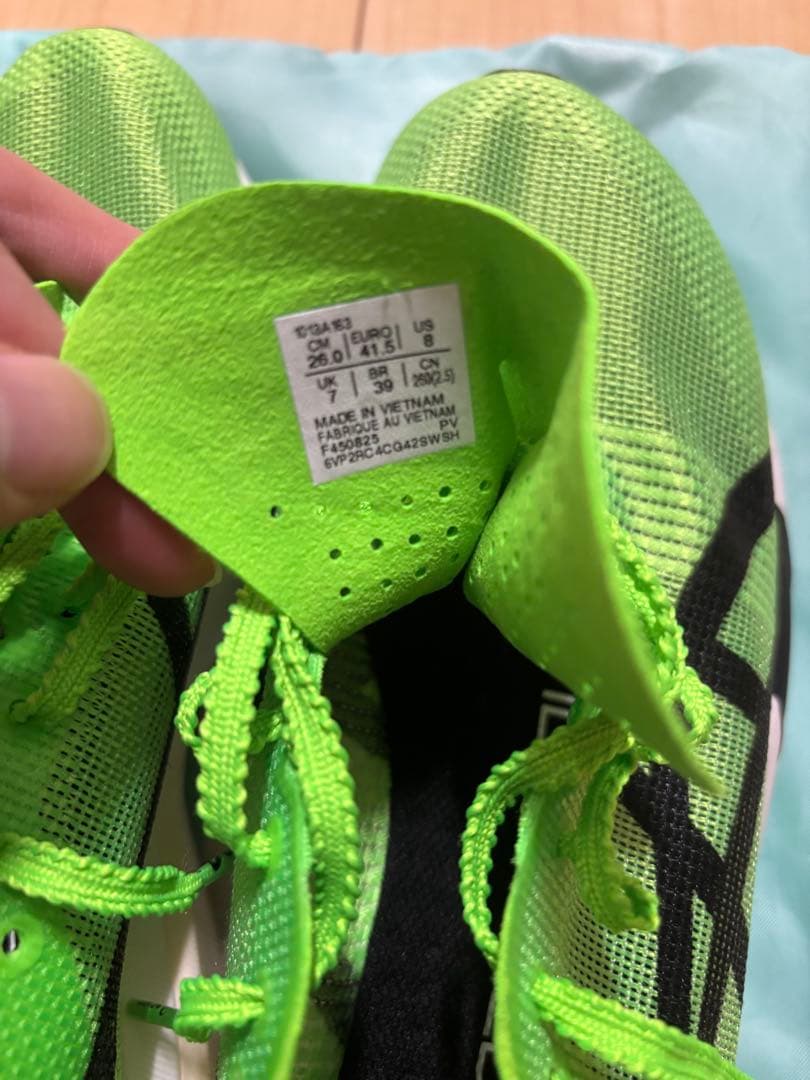 1013A163
CM EURO US
26.0 41.5 8
UK BR CN
7 39 260(2.5)
MADE IN VIETNAM
FABRIQUE AU VIETNAM
F450825 PV
6VP2RC4CG42SWSH